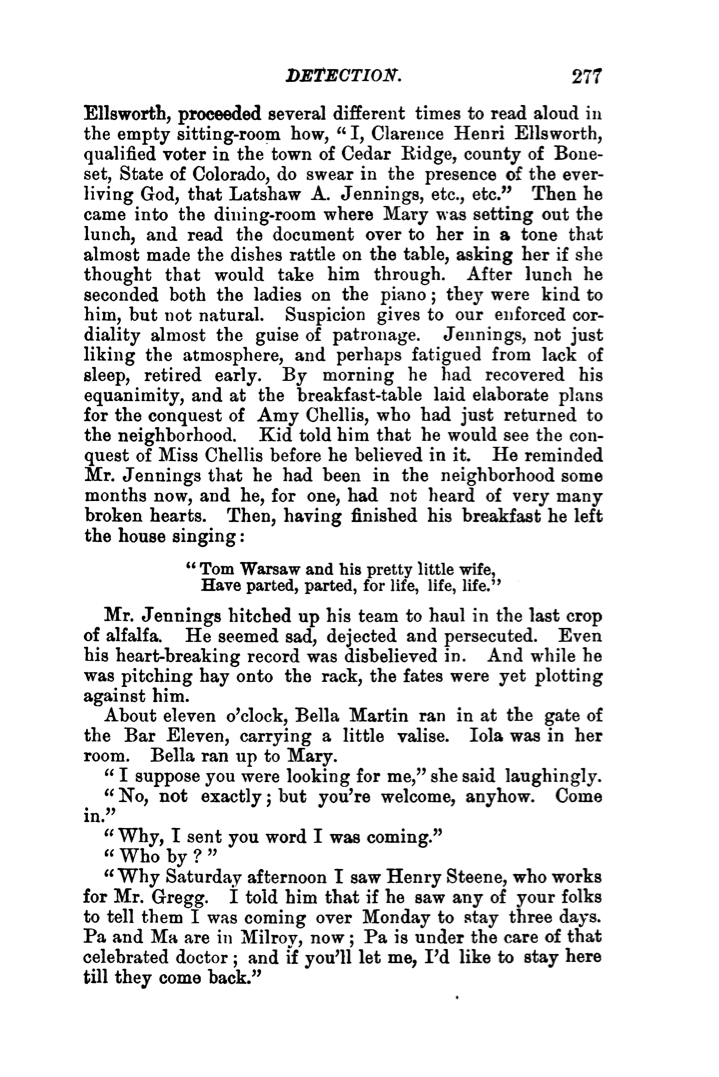 DETECTION. 277
Ellsworth, proceeded several different times to read aloud in
the empty sitting-room how, "I, Clarence Henri Ellsworth,
qualified voter in the town of Cedar Ridge, county of Bone-
set, State of Colorado, do swear in the presence of the ever-
living God, that Latshaw A. Jennings, etc., etc." Then he
came into the dining-room where Mary was setting out the
lunch, and read the document over to her in a tone that
almost made the dishes rattle on the table, asking her if she
thought that would take him through. After lunch he
seconded both the ladies on the piano; they were kind to
him, but not natural. Suspicion gives to our enforced cor-
diality almost the guise of patronage. Jennings, not just
liking the atmosphere, and perhaps fatigued from lack of
sleep, retired early. By morning he had recovered his
equanimity, and at the breakfast-table laid elaborate plans
for the conquest of Amy Chellis, who had just returned to
the neighborhood. Kid told him that he would see the con-
quest of Miss Chellis before he believed in it. He reminded
Mr. Jennings that he had been in the neighborhood some
months now, and he, for one, had not heard of very many
broken hearts. Then, having finished his breakfast he left
the house singing:
"Tom Warsaw and his pretty little wife,
Have parted, parted, for life, life, life."
Mr. Jennings hitched up his team to haul in the last crop
of alfalfa. He seemed sad, dejected and persecuted. Even
his heart-breaking record was disbelieved in. And while he
was pitching hay onto the rack, the fates were yet plotting
against him.
About eleven o'clock, Bella Martin ran in at the gate of
the Bar Eleven, carrying a little valise. Iola was in her
room. Bella ran up to Mary.
"I suppose you were looking for me," she said laughingly.
"No, not exactly; but you're welcome, anyhow. Come
in."
"Why, I sent you word I was coming."
"Who by?"
"Why Saturday afternoon I saw Henry Steene, who works
for Mr. Gregg. I told him that if he saw any of your folks
to tell them I was coming over Monday to stay three days.
Pa and Ma are in Milroy, now; Pa is under the care of that
celebrated doctor; and if you'll let me, I'd like to stay here
till they come back."